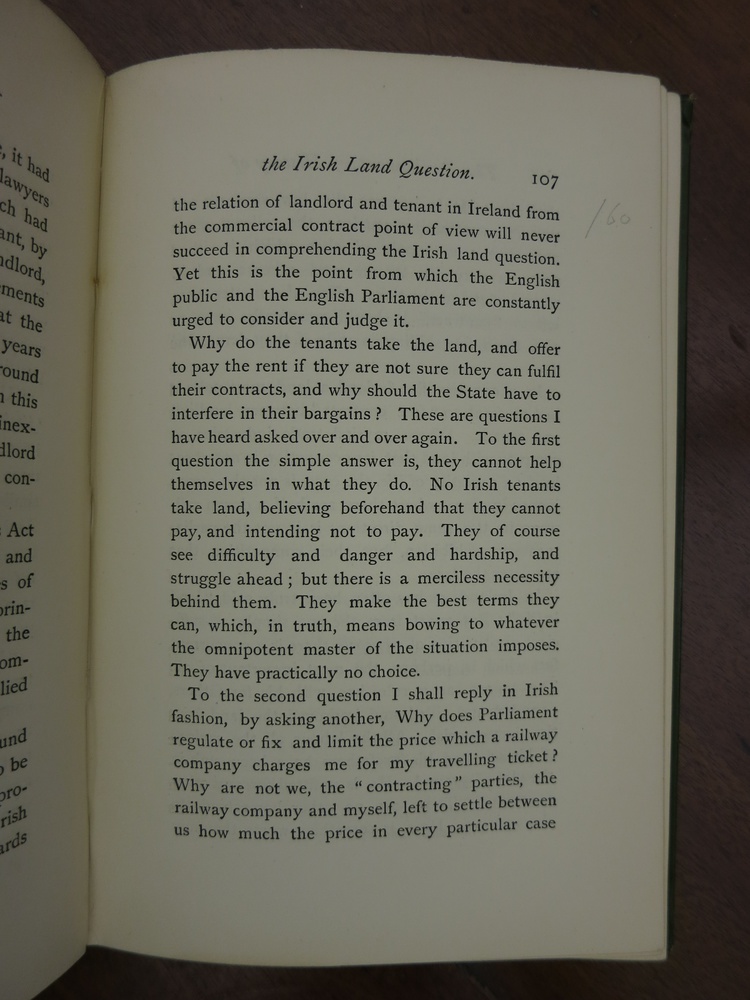 , it had
lawyers
ch had
ant, by
ndlord,
ments
at the
years
round
n this
inex-
dlord
con-
Act
and
s of
prin-
the
om-
lied
und
be
pro-
rish
ards
the Irish Land Question.
107
/60
the relation of landlord and tenant in Ireland from
the commercial contract point of view will never
succeed in comprehending the Irish land question.
Yet this is the point from which the English
public and the English Parliament are constantly
urged to consider and judge it.
Why do the tenants take the land, and offer
to pay the rent if they are not sure they can fulfil
their contracts, and why should the State have to
interfere in their bargains? These are questions I
have heard asked over and over again. To the first
question the simple answer is, they cannot help
themselves in what they do. No Irish tenants
take land, believing beforehand that they cannot
pay, and intending not to pay. They of course
see difficulty and danger and hardship, and
struggle ahead; but there is a merciless necessity
behind them. They make the best terms they
can, which, in truth, means bowing to whatever
the omnipotent master of the situation imposes.
They have practically no choice.
To the second question I shall reply in Irish
fashion, by asking another, Why does Parliament
regulate or fix and limit the price which a railway
company charges me for my travelling ticket?
Why are not we, the "contracting" parties, the
railway company and myself, left to settle between
us how much the price in every particular case